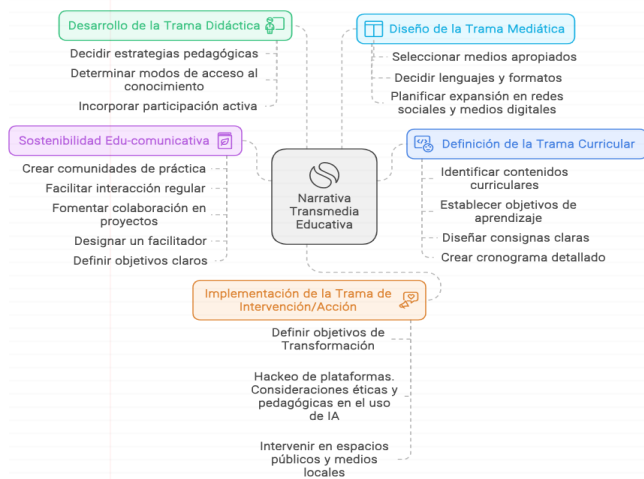 Desarrollo de la Trama Didáctica
Decidir estrategias pedagógicas
Determinar modos de acceso al
conocimiento
Incorporar participación activa
Diseño de la Trama Mediática
Seleccionar medios apropiados
Decidir lenguajes y formatos
Planificar expansión en redes
sociales y medios digitales
Sostenibilidad Edu-comunicativa
Crear comunidades de práctica
Facilitar interacción regular
Fomentar colaboración en
proyectos
Designar un facilitador
Definir objetivos claros
Narrativa
Transmedia
Educativa
Definición de la Trama Curricular
Identificar contenidos
curriculares
Establecer objetivos de
aprendizaje
Diseñar consignas claras
Crear cronograma detallado
Implementación de la Trama de
Intervención/Acción
Definir objetivos de
Transformación
Hackeo de plataformas.
Consideraciones éticas y
pedagógicas en el uso
de IA
Intervenir en espacios
públicos y medios
locales